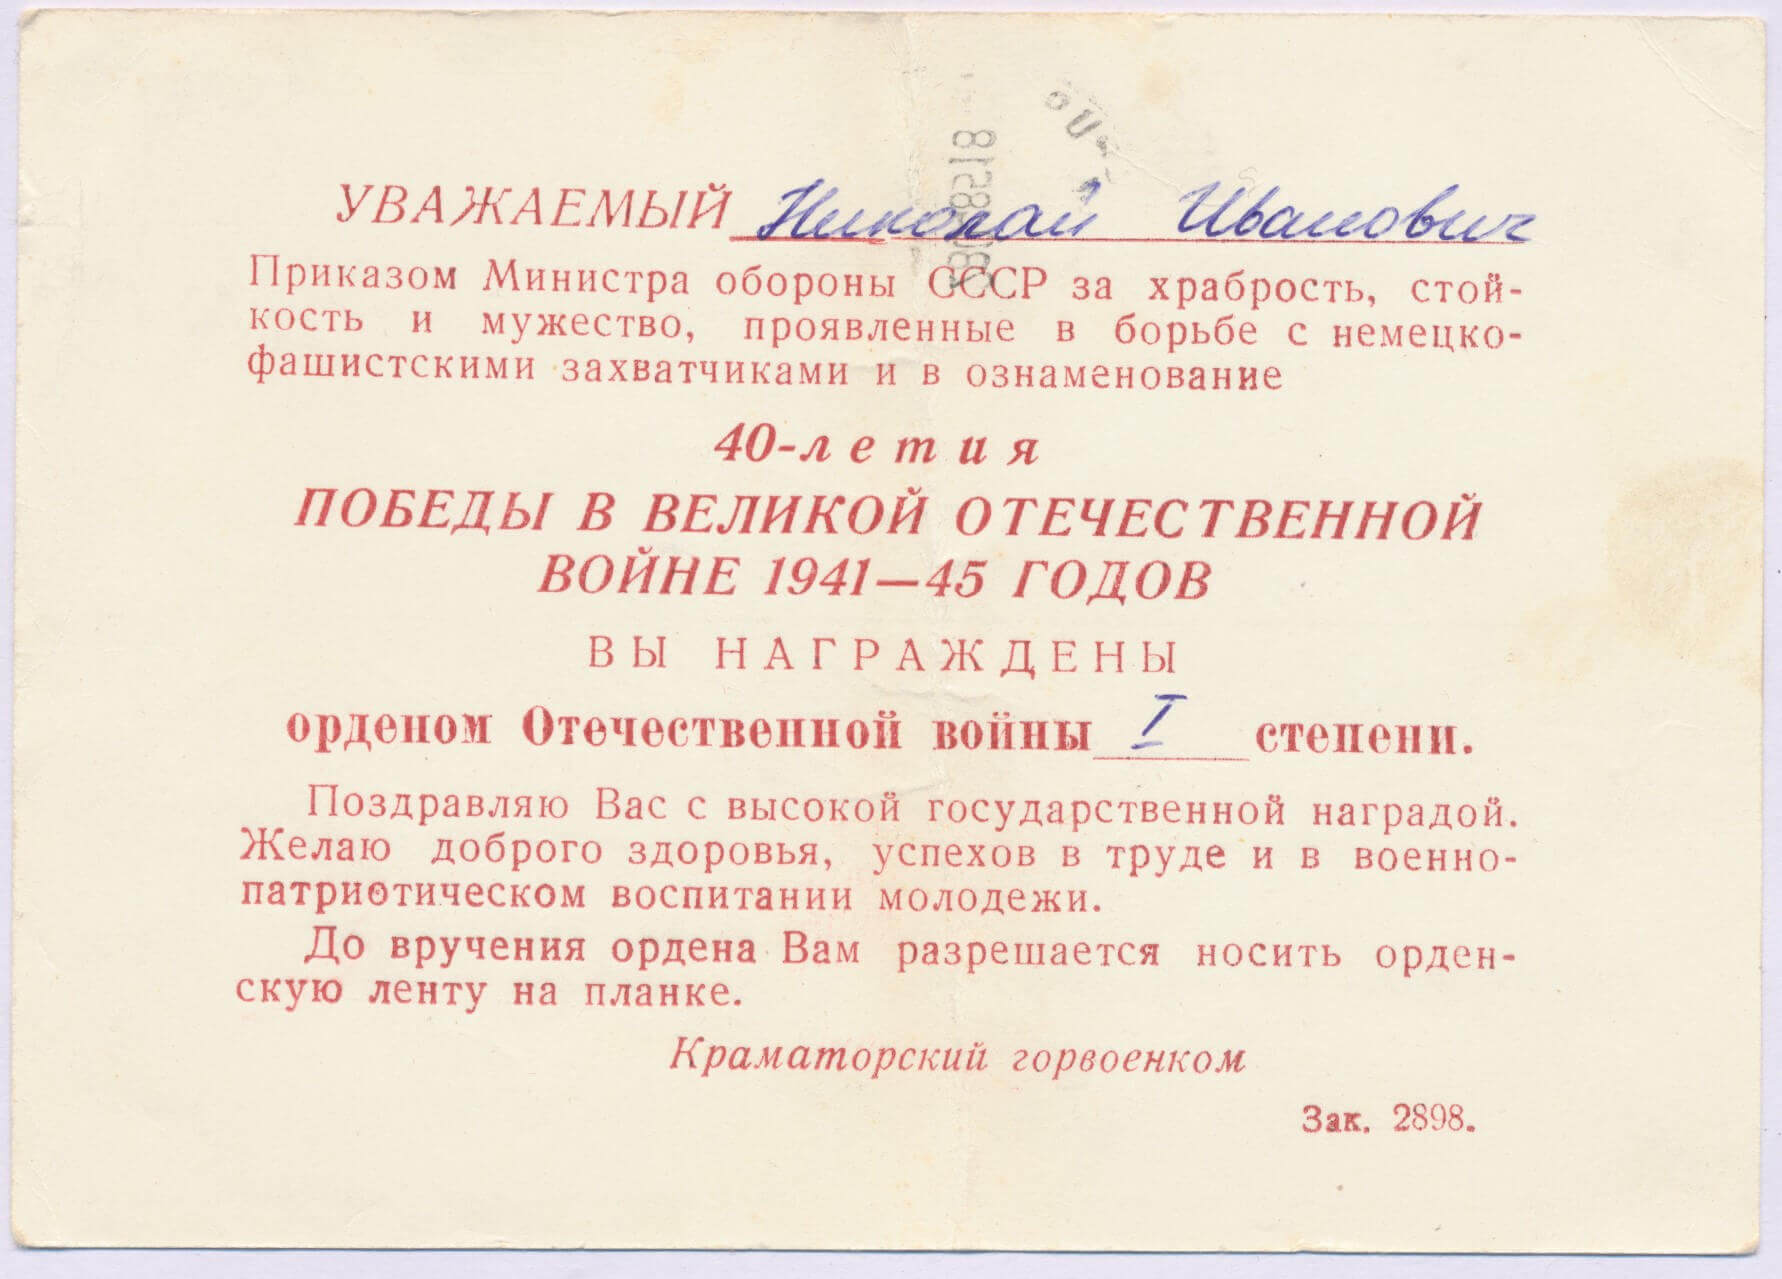 УВАЖАЕМЫЙ Николай Иванович
Приказом Министра обороны СССР за храбрость, стой-
кость и мужество, проявленные в борьбе с немецко-
фашистскими захватчиками и в ознаменование
40-летия
ПОБЕДЫ В ВЕЛИКОЙ ОТЕЧЕСТВЕННОЙ
ВОЙНЕ 1941—45 ГОДОВ
ВЫ НАГРАЖДЕНЫ
орденом Отечественной войны I степени.
Поздравляю Вас с высокой государственной наградой.
Желаю доброго здоровья, успехов в труде и в военно-
патриотическом воспитании молодежи.
До вручения ордена Вам разрешается носить орден-
скую ленту на планке.
Краматорский горвоенком
Зак. 2898.